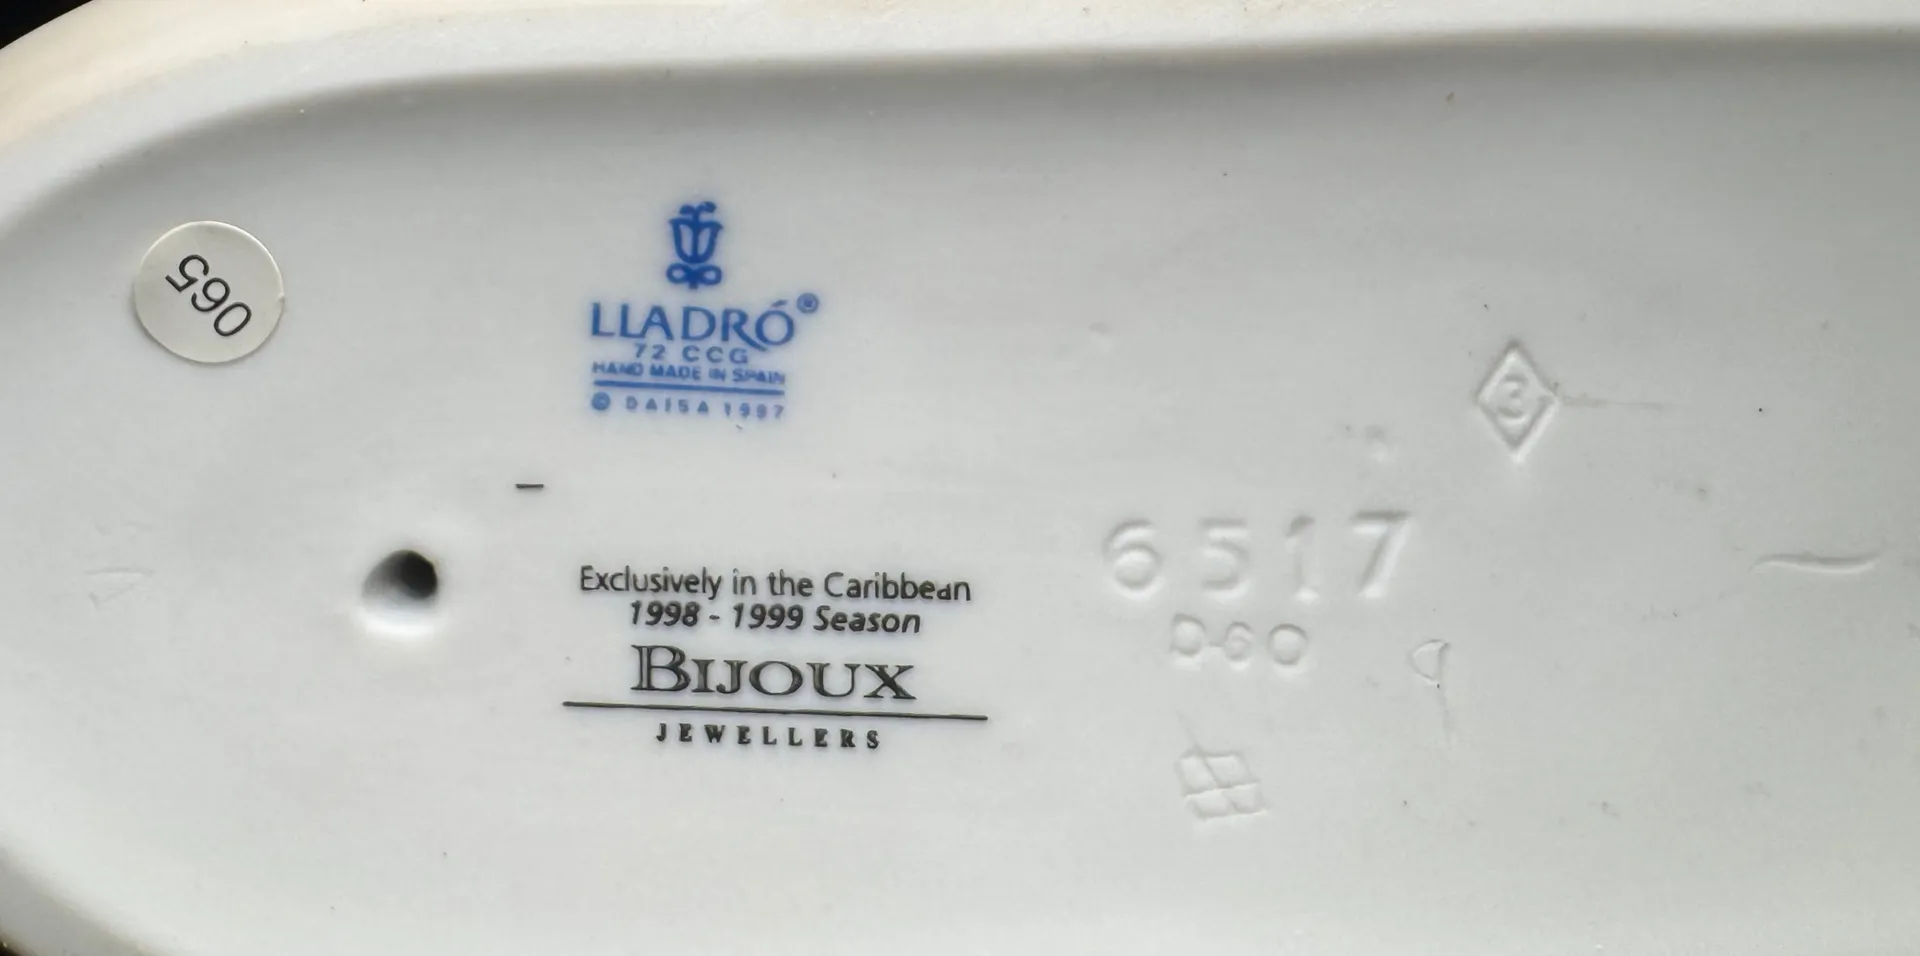 065
LLADRÓ®
72 CCG
HAND MADE IN SPAIN
© DAISA 1997
Exclusively in the Caribbean
1998 - 1999 Season
BIJOUX
JEWELLERS
3
6517